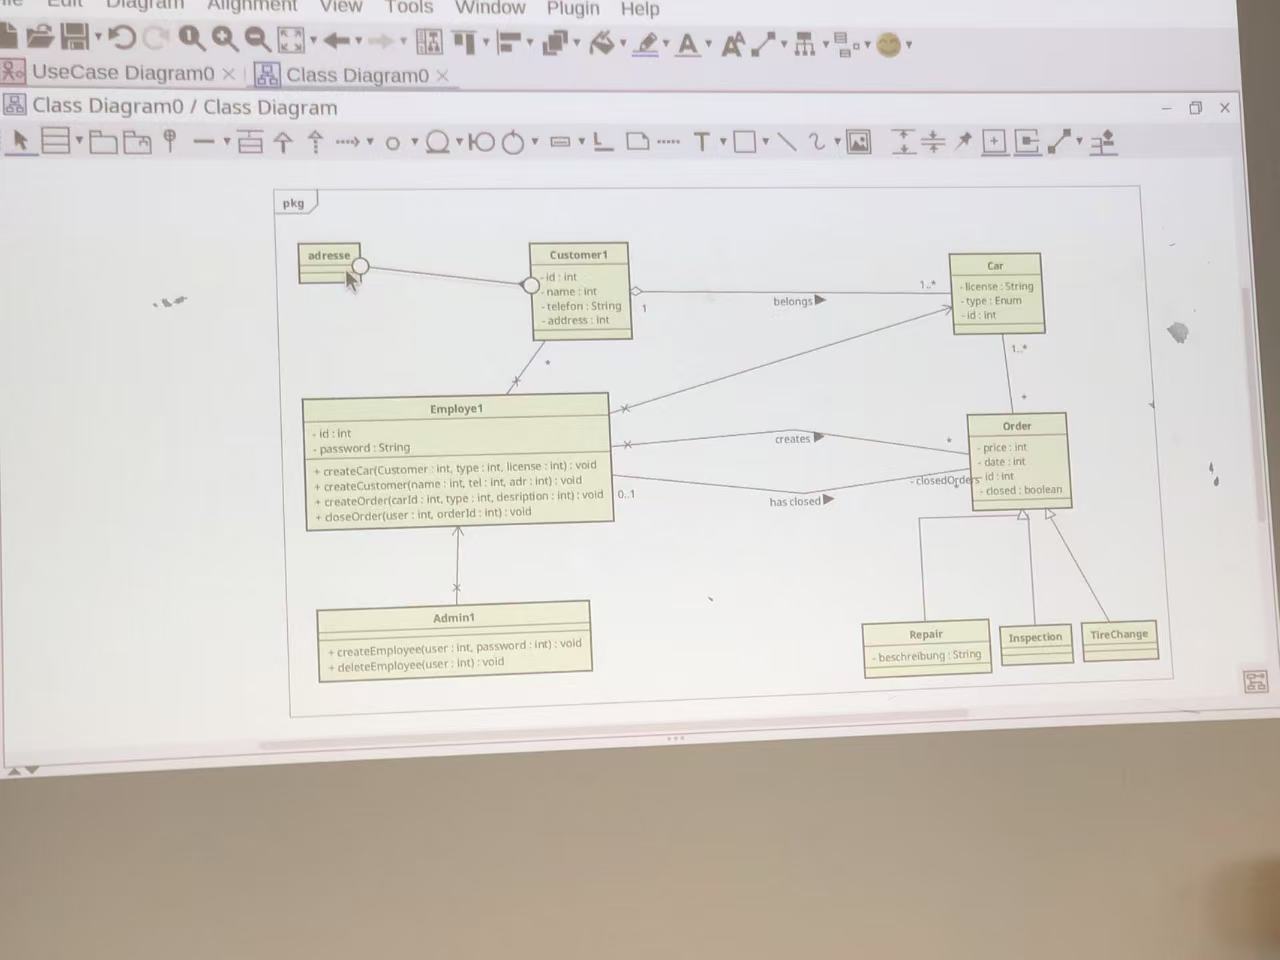 Edit Diagram Alignment View Tools Window Plugin Help
UseCase Diagram0 Class Diagram0
Class Diagram0 / Class Diagram
pkg
adresse
Customer1
- id : int
- name : int
- telefon : String
- address : int
1
belongs
1..*
Car
- license : String
- type : Enum
- id : int
1..*
*
*
Employe1
- id : int
- password : String
+ createCar(Customer : int, type : int, license : int) : void
+ createCustomer(name : int, tel : int, adr : int) : void
+ createOrder(carId : int, type : int, desription : int) : void
+ closeOrder(user : int, orderId : int) : void
creates
*
0..1
has closed
- closedOrders
*
Order
- price : int
- date : int
- id : int
- closed : boolean
Admin1
+ createEmployee(user : int, password : int) : void
+ deleteEmployee(user : int) : void
Repair
- beschreibung : String
Inspection
TireChange